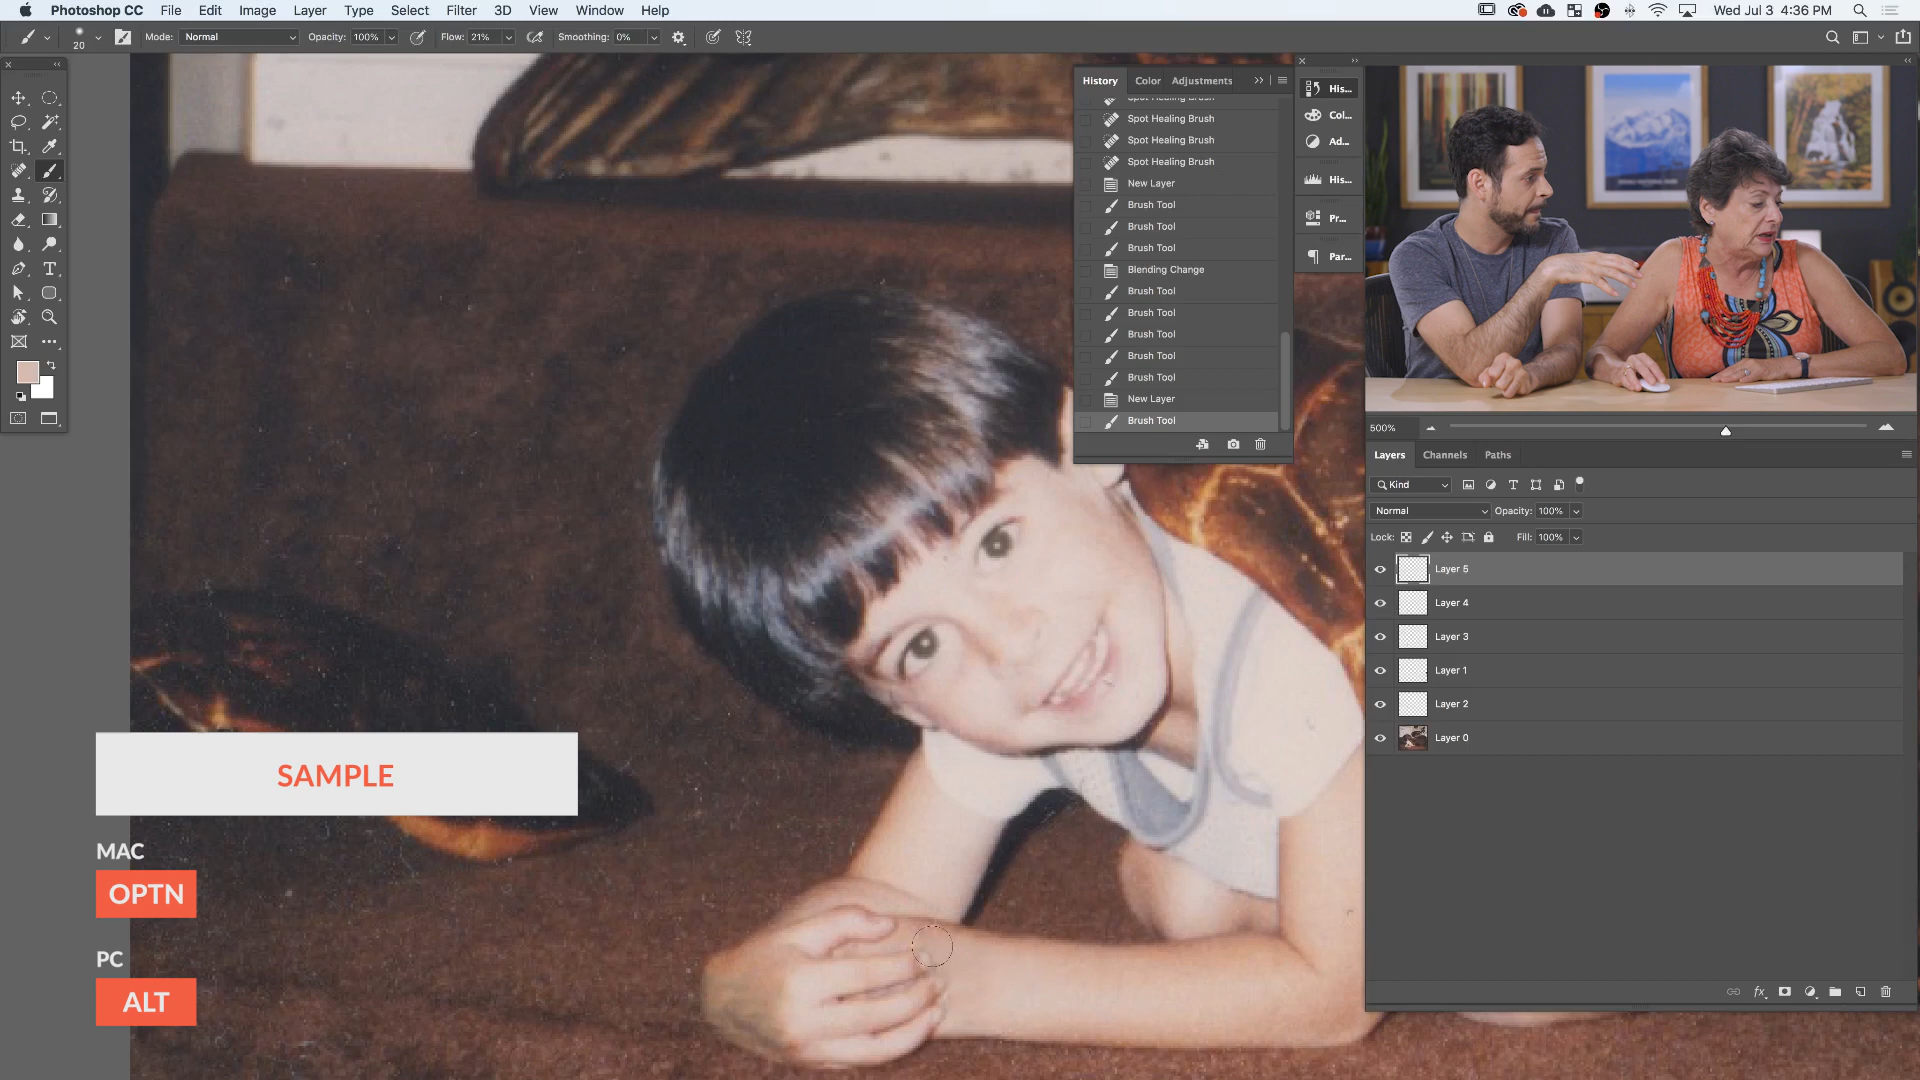 Photoshop CC File Edit Image Layer Type Select Filter 3D View Window Help Wed Jul 3 4:36 PM
20 Mode: Normal Opacity: 100% Flow: 21% Smoothing: 0%
History Color Adjustments
Spot Healing Brush
Spot Healing Brush
Spot Healing Brush
Spot Healing Brush
New Layer
Brush Tool
Brush Tool
Brush Tool
Blending Change
Brush Tool
Brush Tool
Brush Tool
Brush Tool
Brush Tool
New Layer
Brush Tool
His...
Col...
Ad...
His...
Pr...
Par...
500%
Layers Channels Paths
Kind
Normal Opacity: 100%
Lock: Fill: 100%
Layer 5
Layer 4
Layer 3
Layer 1
Layer 2
Layer 0
fx
SAMPLE
MAC
OPTN
PC
ALT